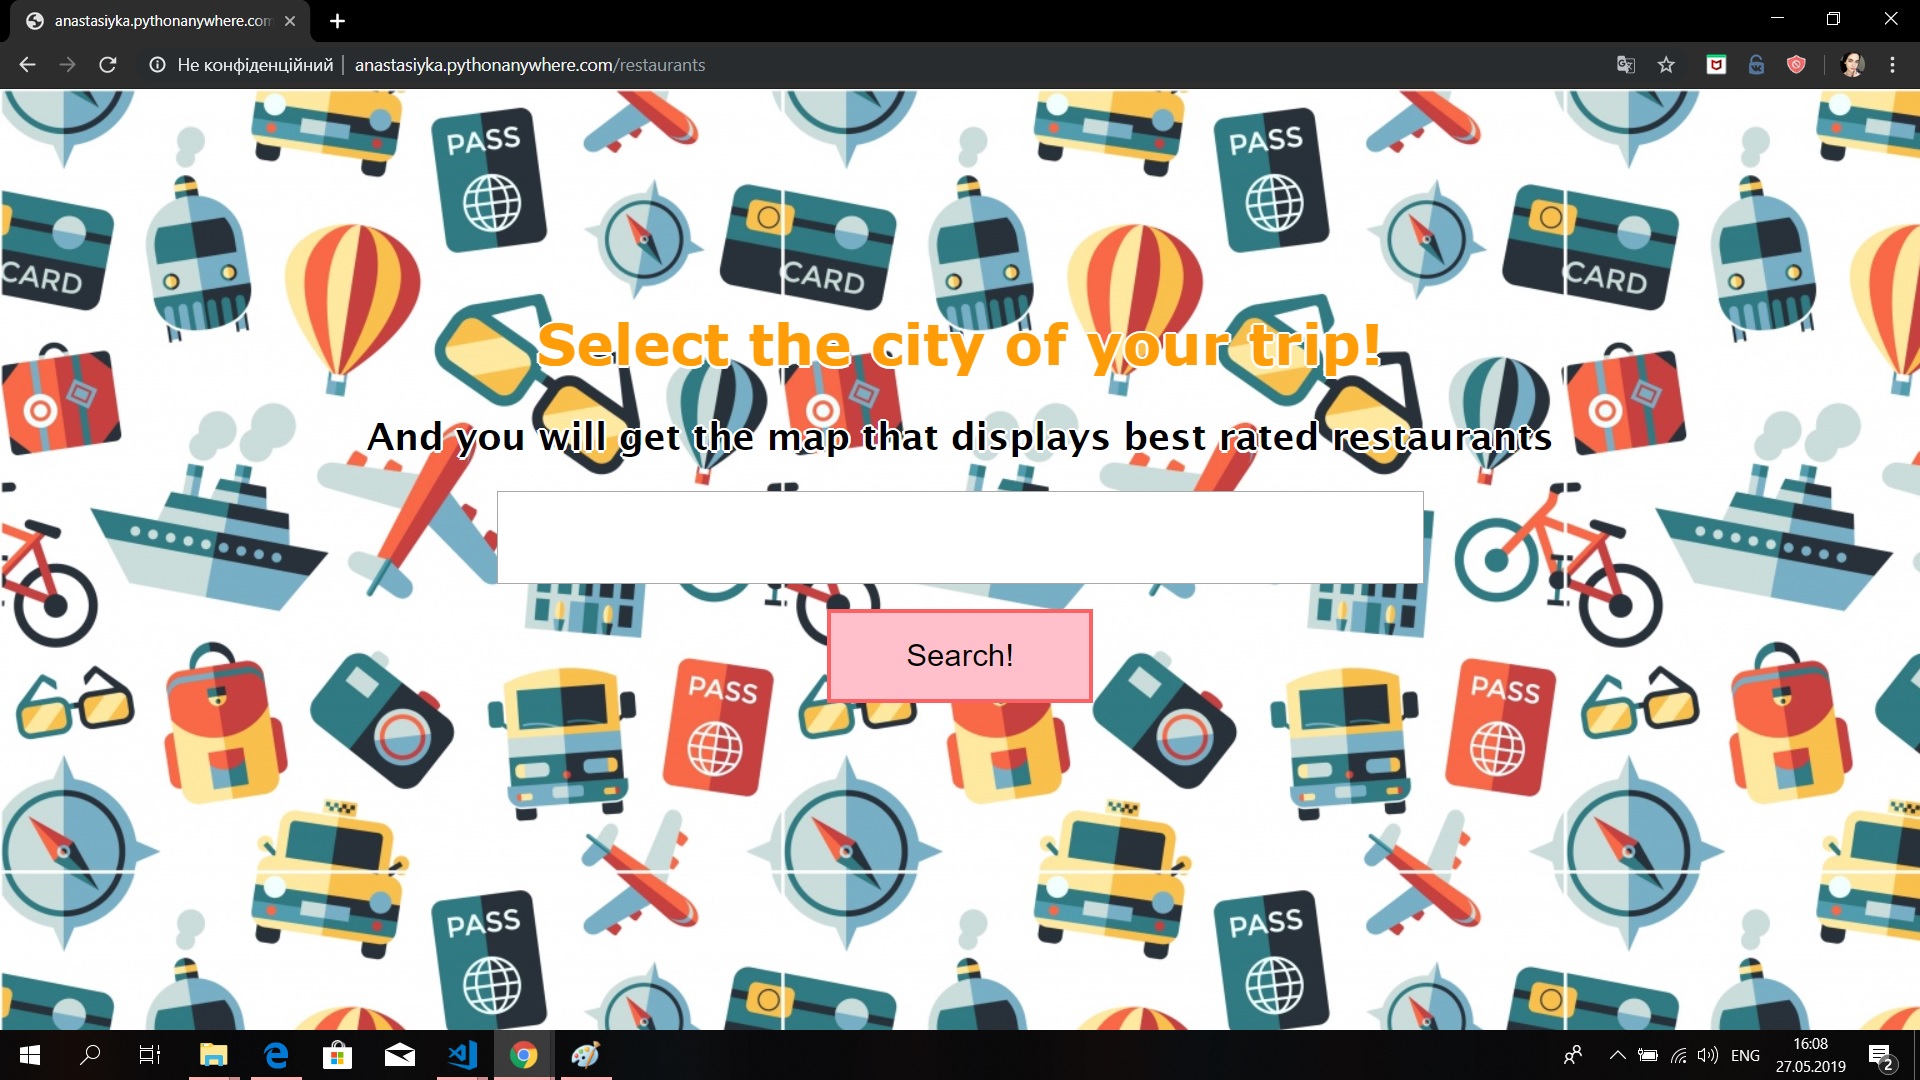 anastasiyka.pythonanywhere.com
Не конфіденційний | anastasiyka.pythonanywhere.com/restaurants
PASS
PASS
CARD
CARD
CARD
Select the city of your trip!
And you will get the map that displays best rated restaurants
Search!
PASS
PASS
PASS
PASS
ENG
16:08
27.05.2019
2